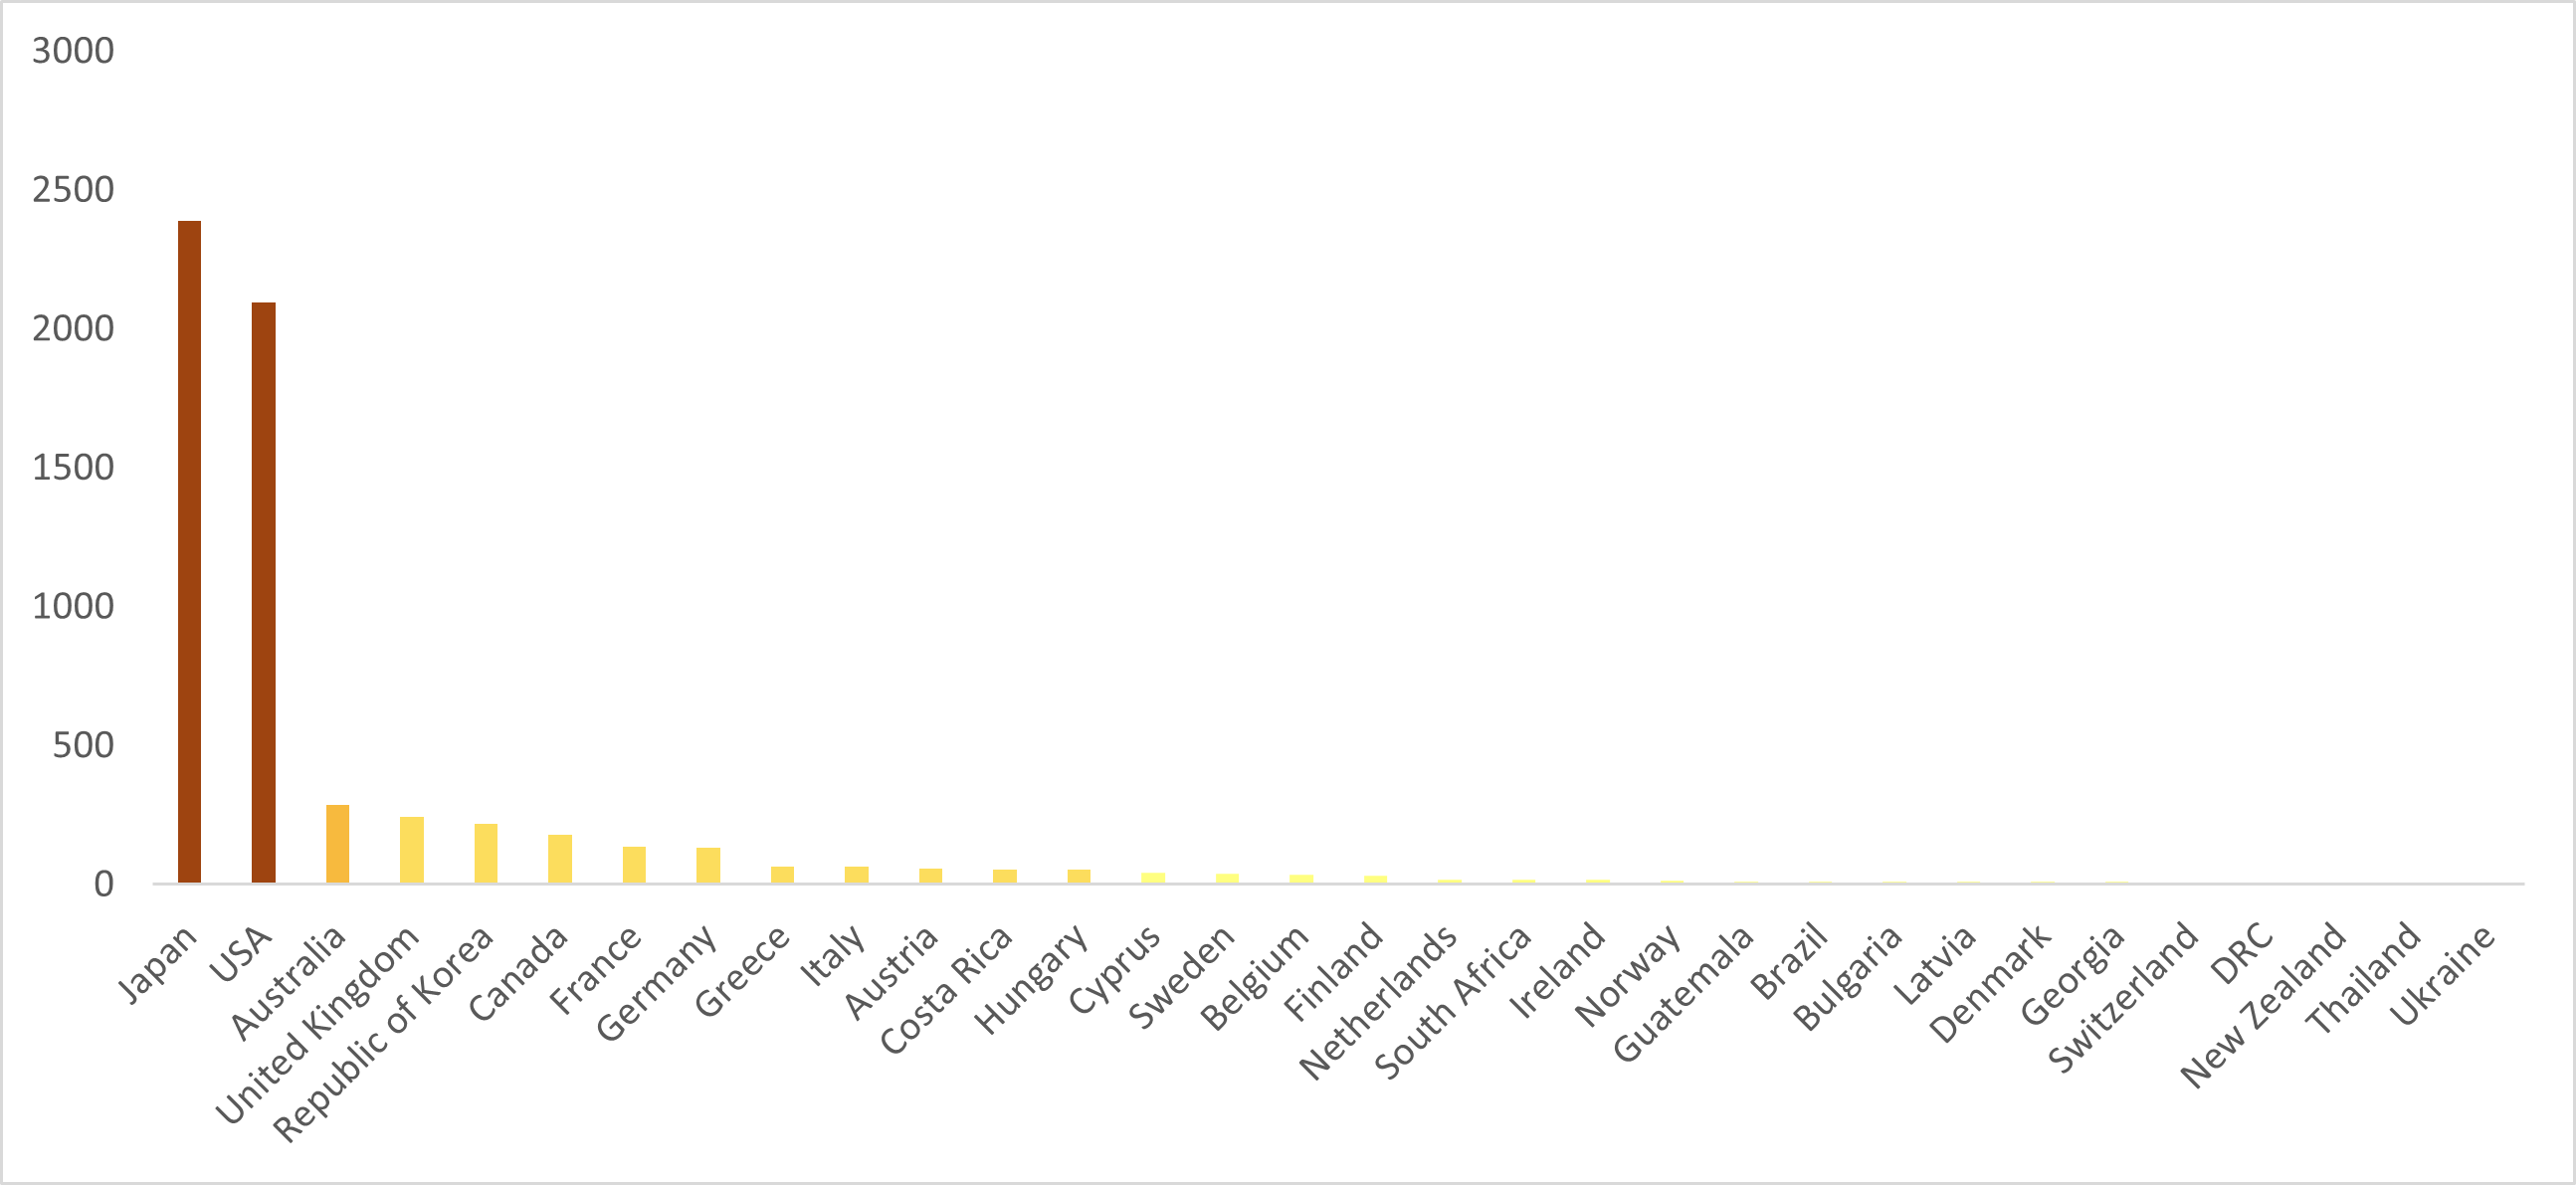 3000
2500
2000
1500
1000
500
0
Japan
USA
Australia
United Kingdom
Republic of Korea
Canada
France
Germany
Greece
Italy
Austria
Costa Rica
Hungary
Cyprus
Sweden
Belgium
Finland
Netherlands
South Africa
Ireland
Norway
Guatemala
Brazil
Bulgaria
Latvia
Denmark
Georgia
Switzerland
DRC
New Zealand
Thailand
Ukraine